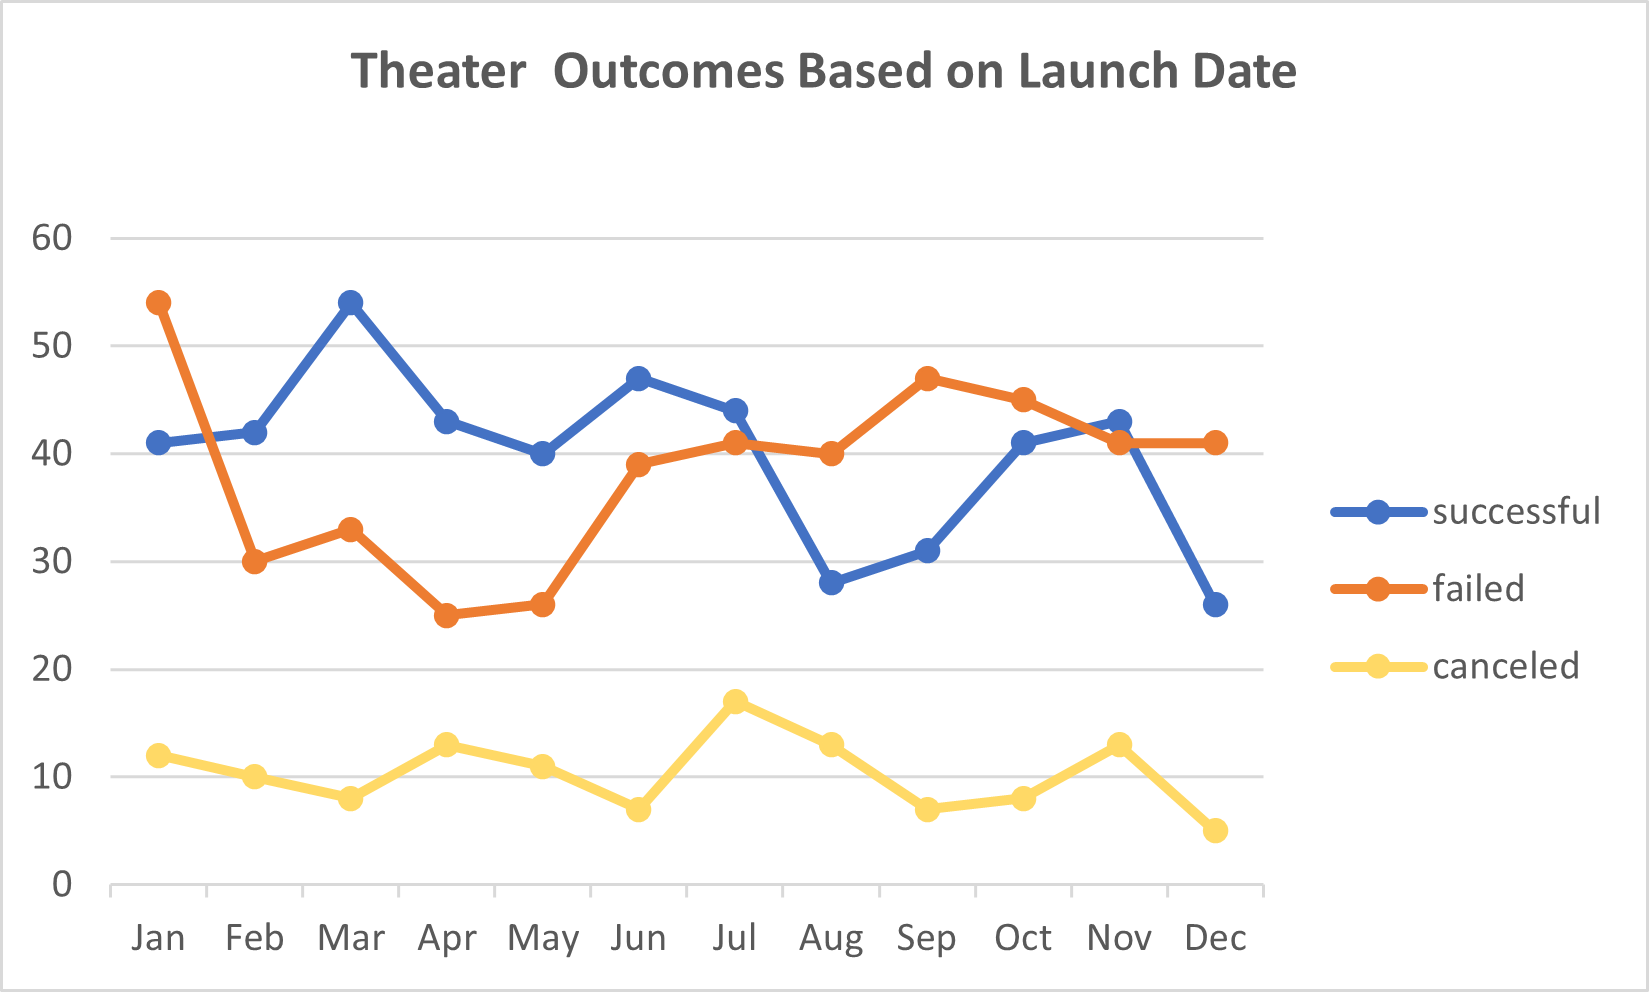 Theater  Outcomes Based on Launch Date
60
50
40
30
20
10
0
Jan Feb Mar Apr May Jun Jul Aug Sep Oct Nov Dec
successful
failed
canceled